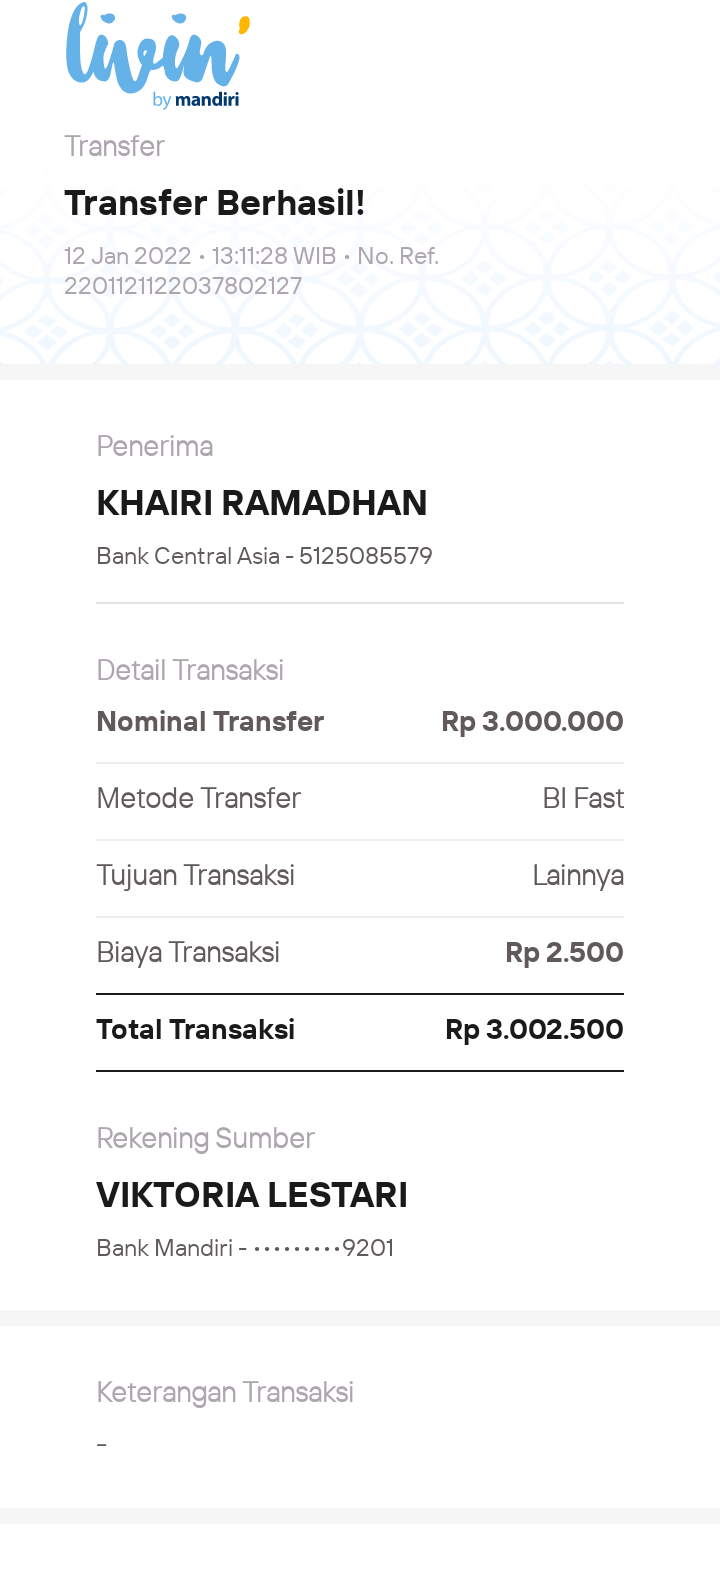 livin'
by mandiri
Transfer
Transfer Berhasil!
12 Jan 2022 • 13:11:28 WIB • No. Ref.
2201121122037802127
Penerima
KHAIRI RAMADHAN
Bank Central Asia - 5125085579
Detail Transaksi
Nominal Transfer Rp 3.000.000
Metode Transfer BI Fast
Tujuan Transaksi Lainnya
Biaya Transaksi Rp 2.500
Total Transaksi Rp 3.002.500
Rekening Sumber
VIKTORIA LESTARI
Bank Mandiri - •••••••••9201
Keterangan Transaksi
-